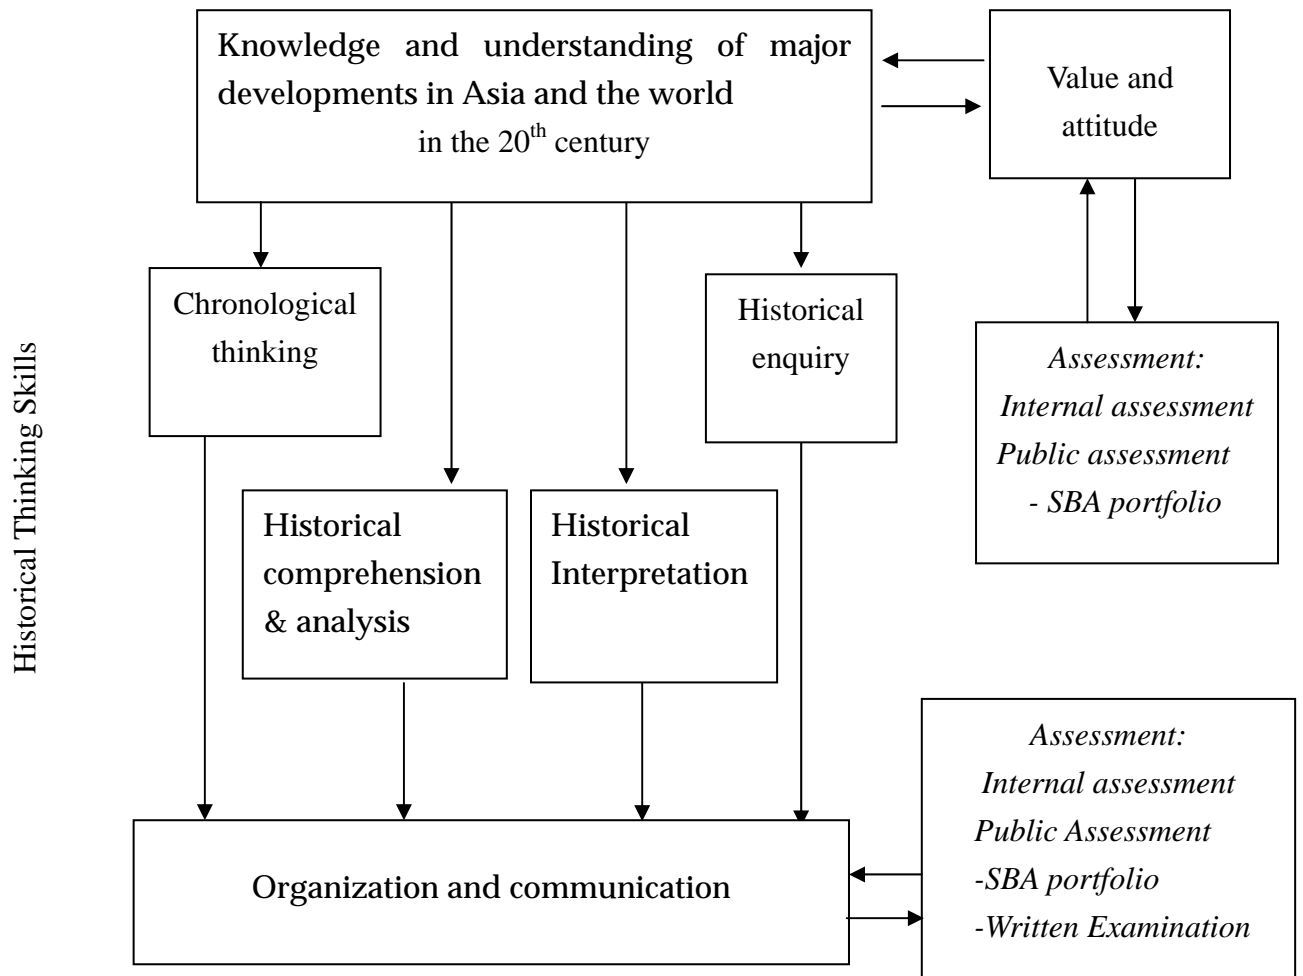 Knowledge and understanding of major
developments in Asia and the world
in the 20th century
Value and
attitude
Historical Thinking Skills
Chronological
thinking
Historical
enquiry
Assessment:
Internal assessment
Public assessment
- SBA portfolio
Historical
comprehension
& analysis
Historical
Interpretation
Assessment:
Internal assessment
Public Assessment
-SBA portfolio
-Written Examination
Organization and communication